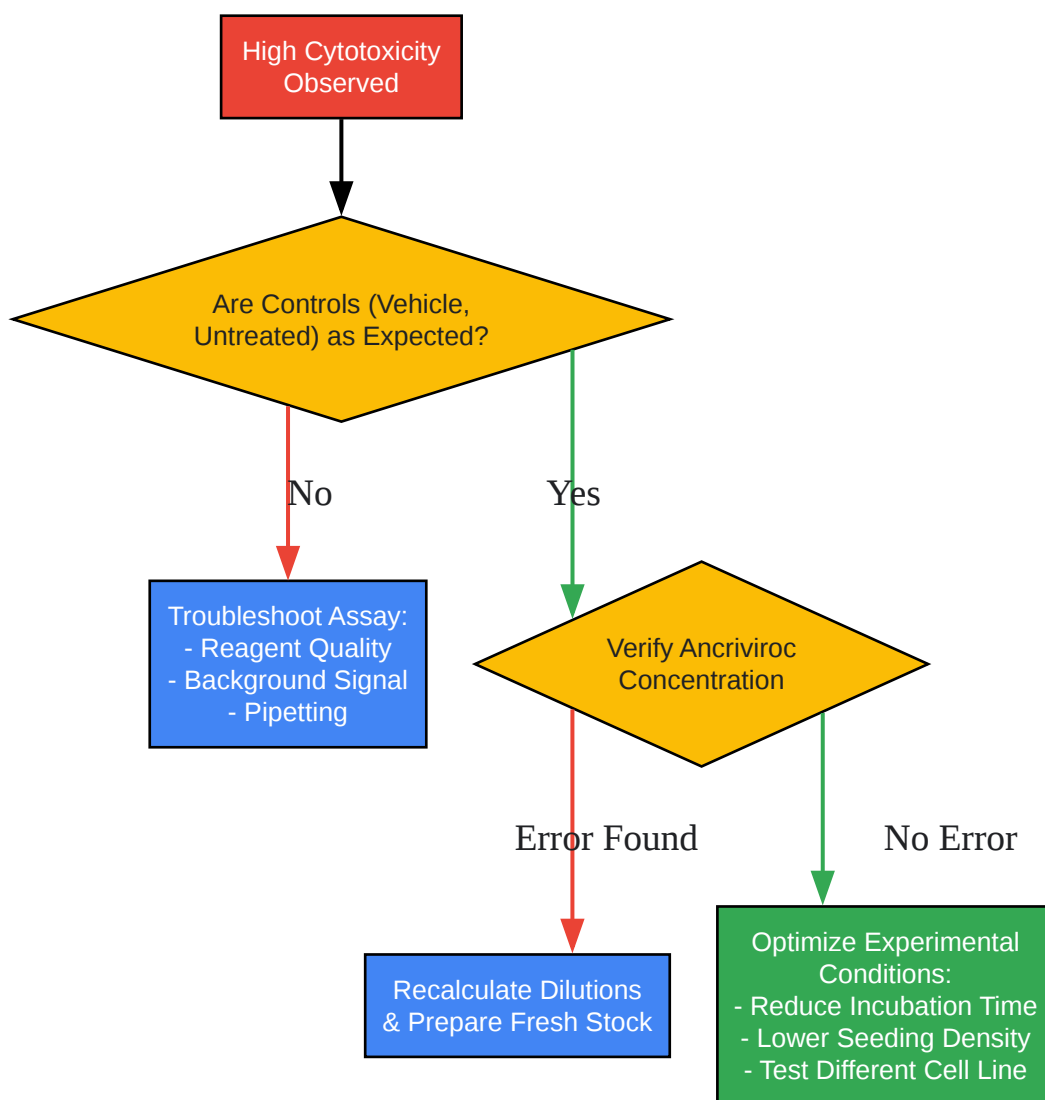 High Cytotoxicity
Observed
Are Controls (Vehicle,
Untreated) as Expected?
No
Yes
Troubleshoot Assay:
- Reagent Quality
- Background Signal
- Pipetting
Verify Ancriviroc
Concentration
Error Found
No Error
Recalculate Dilutions
& Prepare Fresh Stock
Optimize Experimental
Conditions:
- Reduce Incubation Time
- Lower Seeding Density
- Test Different Cell Line